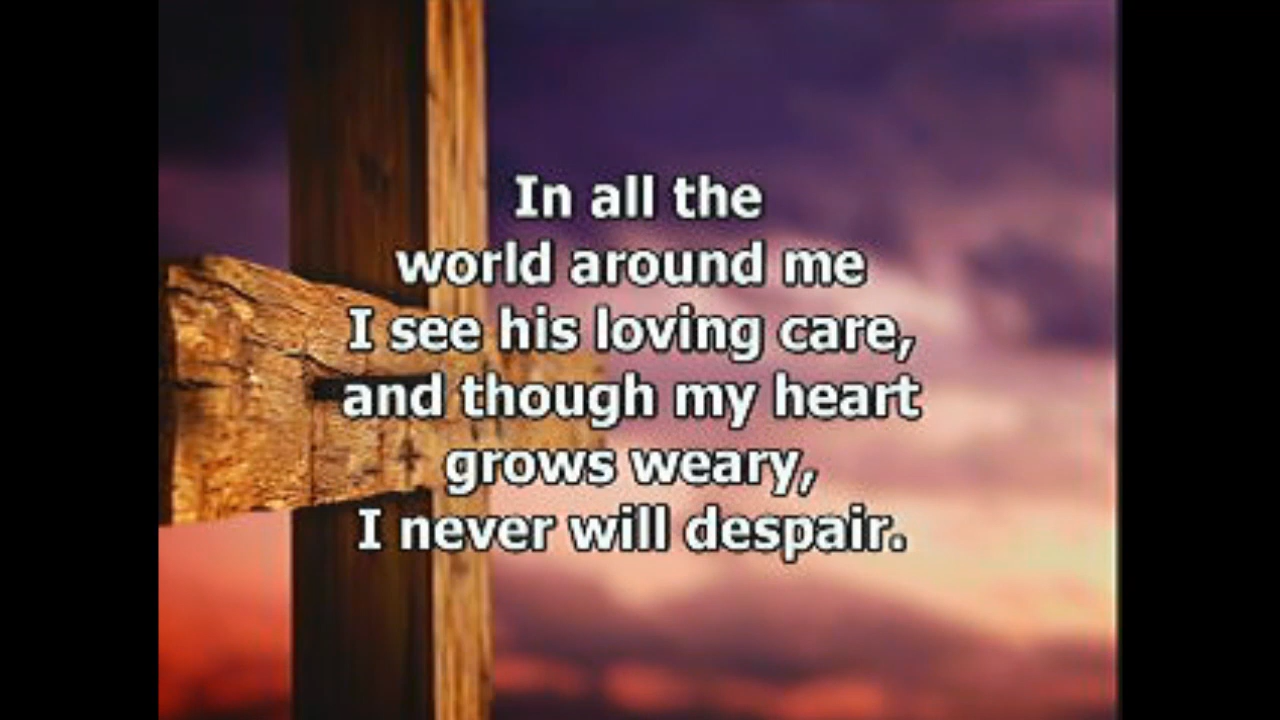 In all the
world around me
I see his loving care,
and though my heart
grows weary,
I never will despair.